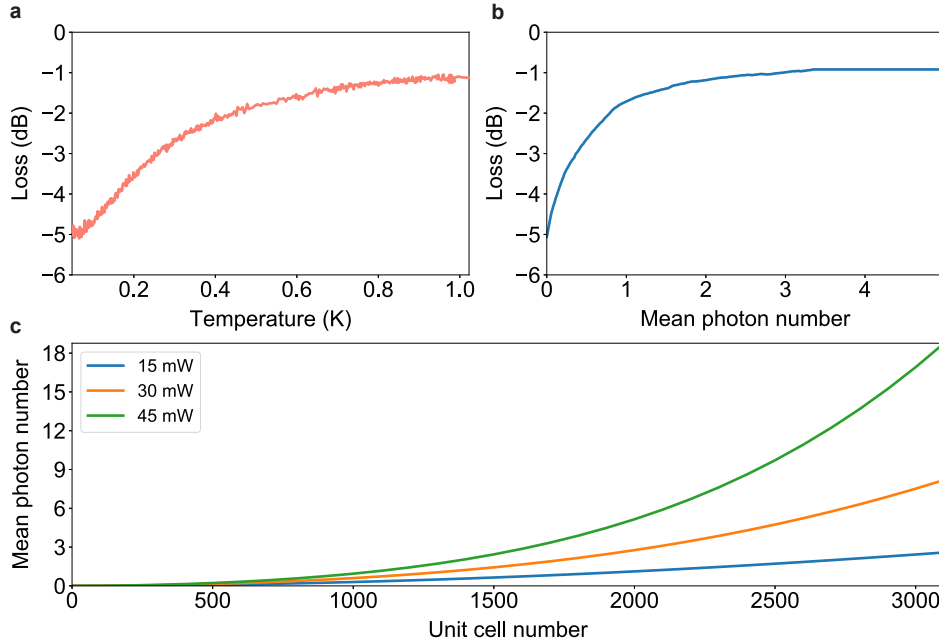 a
0
−1
−2
−3
−4
−5
−6
Loss (dB)
0.2 0.4 0.6 0.8 1.0
Temperature (K)
b
0
−1
−2
−3
−4
−5
−6
Loss (dB)
0 1 2 3 4
Mean photon number
c
18
15
12
9
6
3
0
Mean photon number
15 mW
30 mW
45 mW
0 500 1000 1500 2000 2500 3000
Unit cell number